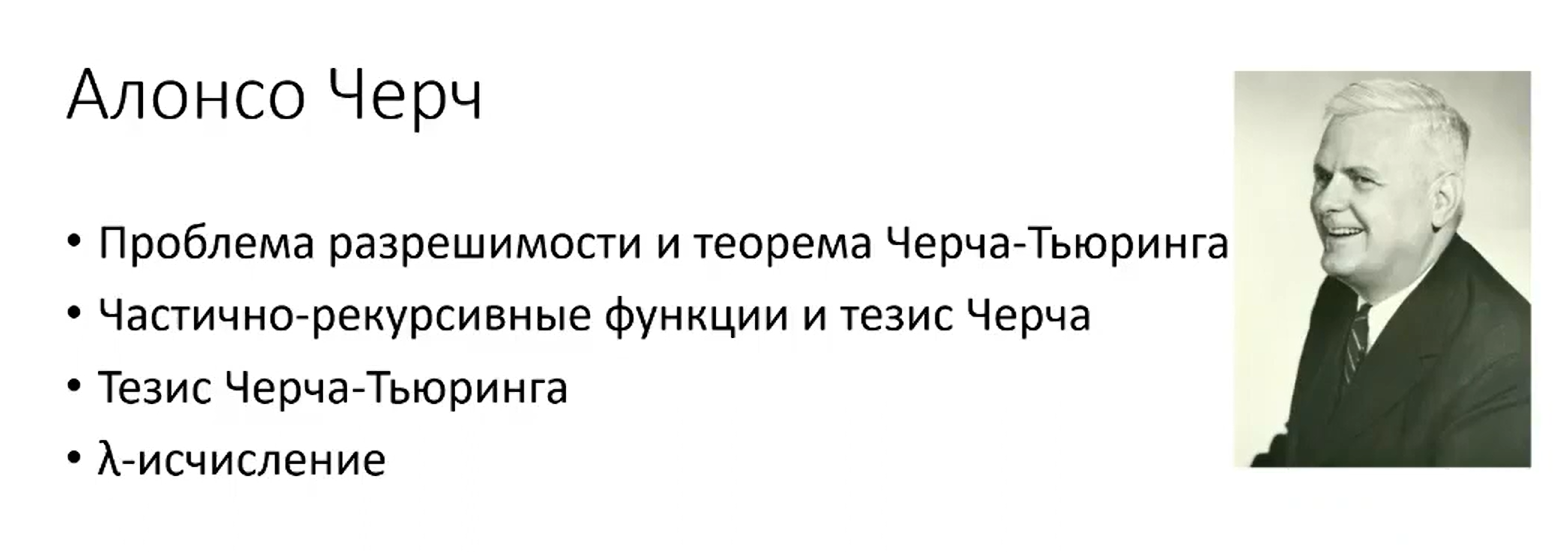 Алонсо Черч
• Проблема разрешимости и теорема Черча-Тьюринга
• Частично-рекурсивные функции и тезис Черча
• Тезис Черча-Тьюринга
• λ-исчисление